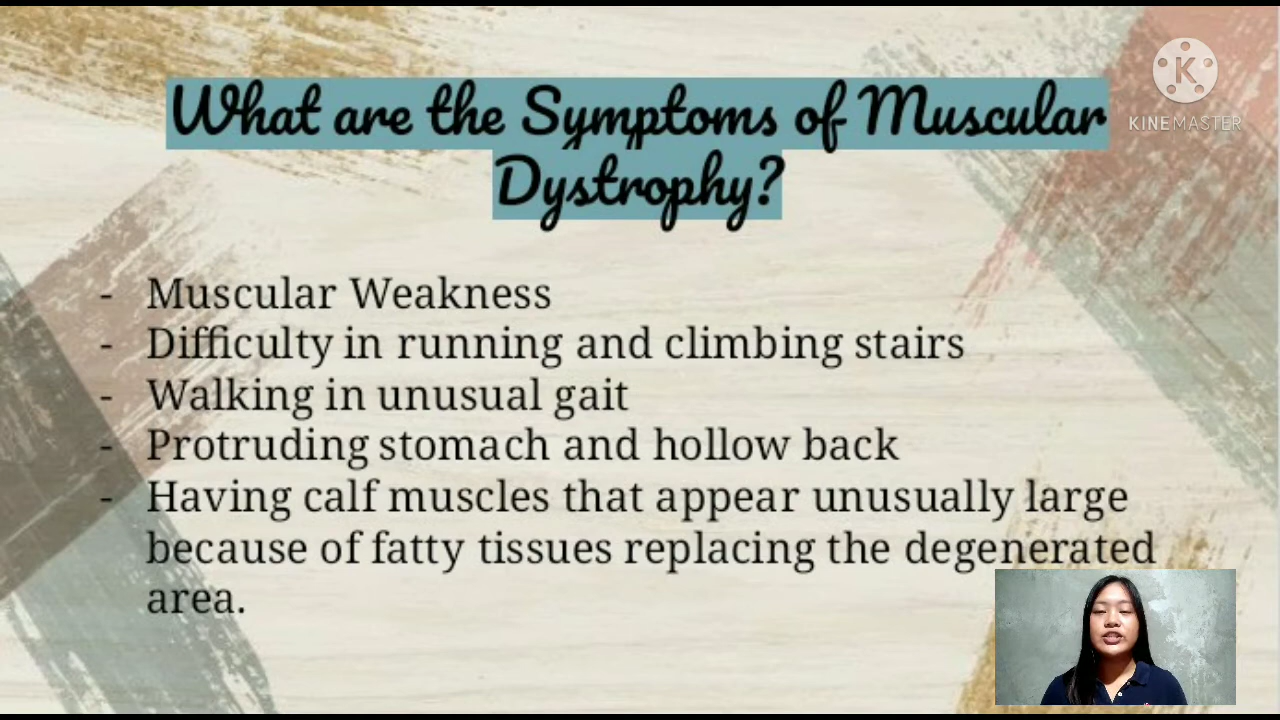 K
KINEMASTER
What are the Symptoms of Muscular
Dystrophy?
- Muscular Weakness
- Difficulty in running and climbing stairs
- Walking in unusual gait
- Protruding stomach and hollow back
- Having calf muscles that appear unusually large
because of fatty tissues replacing the degenerated
area.